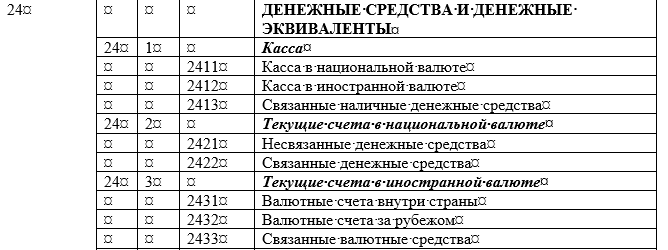 24 ДЕНЕЖНЫЕ СРЕДСТВА И ДЕНЕЖНЫЕ
ЭКВИВАЛЕНТЫ
24 1 Касса
2411 Касса в национальной валюте
2412 Касса в иностранной валюте
2413 Связанные наличные денежные средства
24 2 Текущие счета в национальной валюте
2421 Несвязанные денежные средства
2422 Связанные денежные средства
24 3 Текущие счета в иностранной валюте
2431 Валютные счета внутри страны
2432 Валютные счета за рубежом
2433 Связанные валютные средства